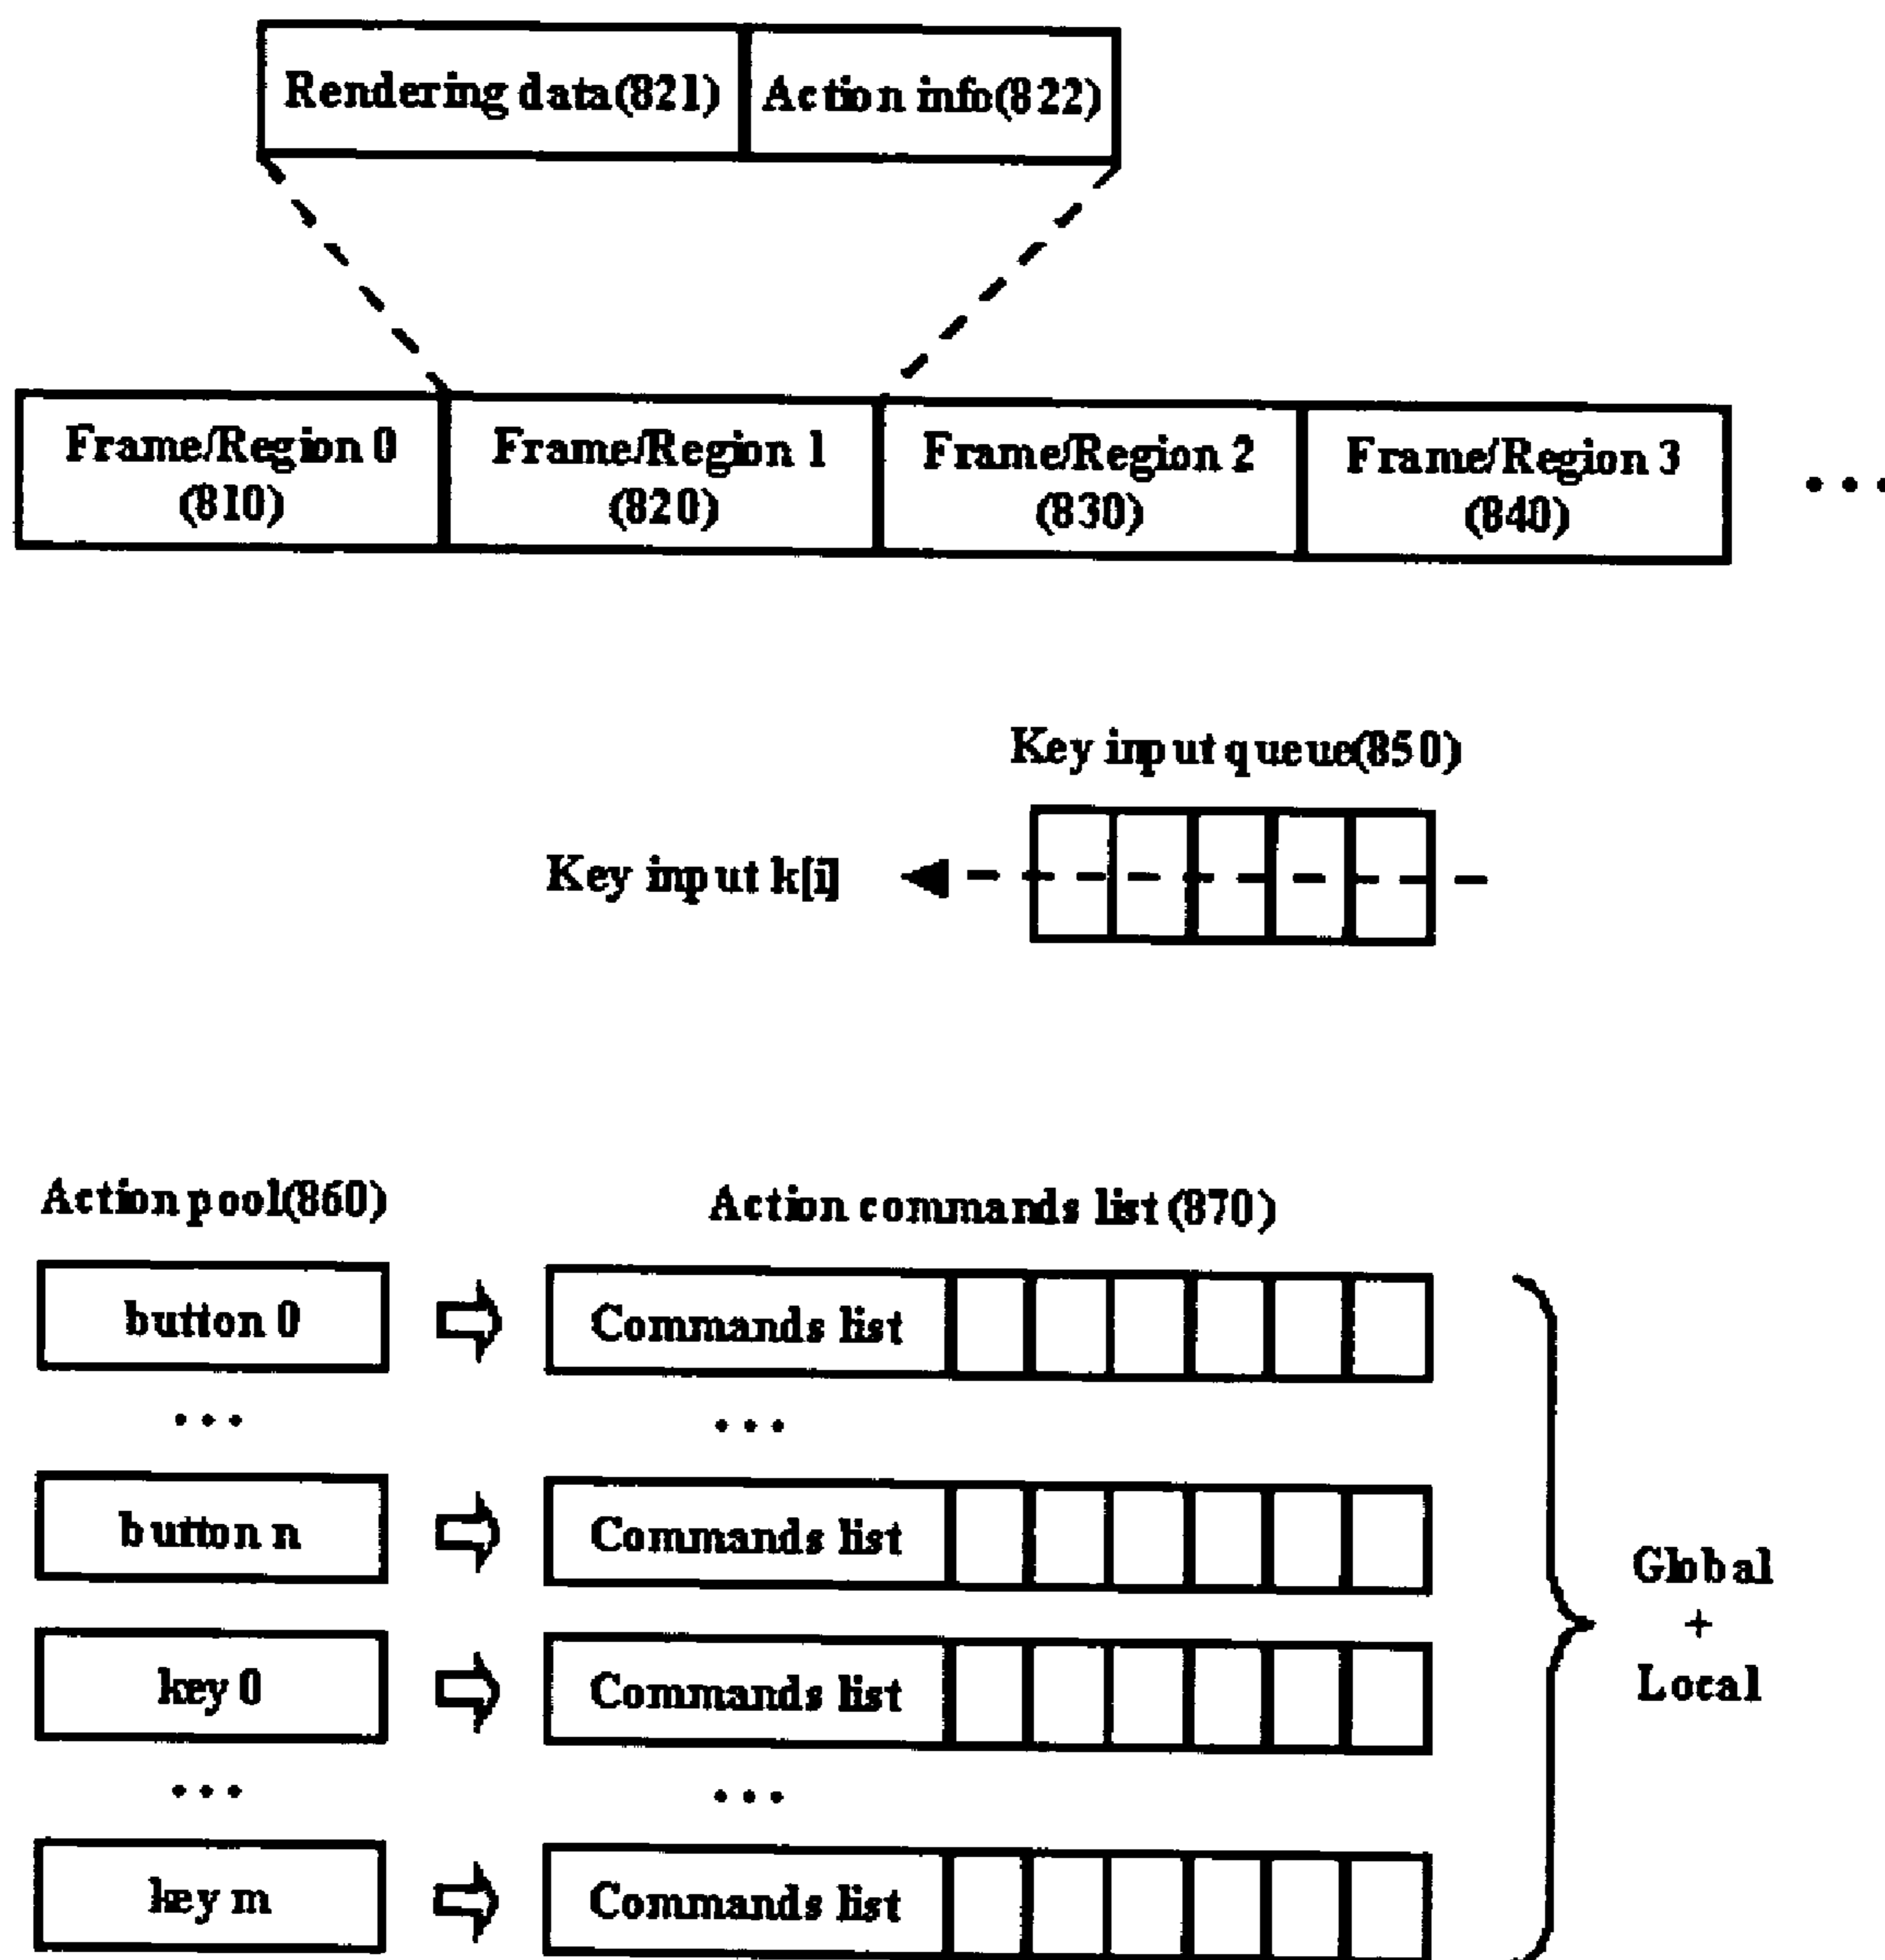 Rendering data(821) Action info(822)
Frame/Region 0 Frame/Region 1 Frame/Region 2 Frame/Region 3
(810) (820) (830) (840) ...
Key input queue(850)
Key input k[i]
Action pool(860) Action commands list (870)
button 0 Commands list
... ...
button n Commands list
Global
+
Local
key 0 Commands list
... ...
key m Commands list